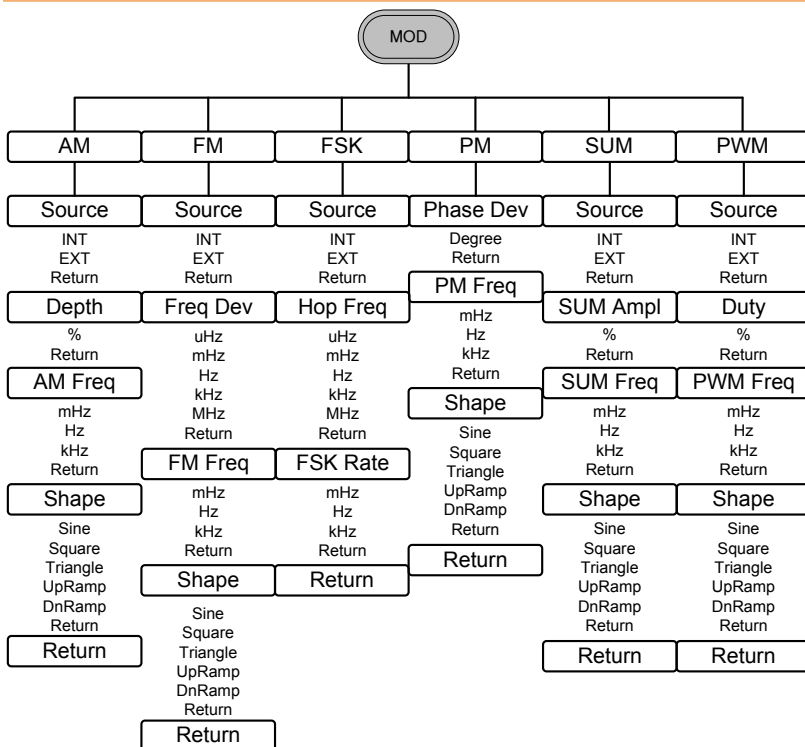 MOD
AM
Source
INT
EXT
Return
Depth
%
Return
AM Freq
mHz
Hz
kHz
Return
Shape
Sine
Square
Triangle
UpRamp
DnRamp
Return
Return
FM
Source
INT
EXT
Return
Freq Dev
uHz
mHz
Hz
kHz
MHz
Return
FM Freq
mHz
Hz
kHz
Return
Shape
Sine
Square
Triangle
UpRamp
DnRamp
Return
Return
FSK
Source
INT
EXT
Return
Hop Freq
uHz
mHz
Hz
kHz
MHz
Return
FSK Rate
mHz
Hz
kHz
Return
Return
PM
Phase Dev
Degree
Return
PM Freq
mHz
Hz
kHz
Return
Shape
Sine
Square
Triangle
UpRamp
DnRamp
Return
Return
SUM
Source
INT
EXT
Return
SUM Ampl
%
Return
SUM Freq
mHz
Hz
kHz
Return
Shape
Sine
Square
Triangle
UpRamp
DnRamp
Return
Return
PWM
Source
INT
EXT
Return
Duty
%
Return
PWM Freq
mHz
Hz
kHz
Return
Shape
Sine
Square
Triangle
UpRamp
DnRamp
Return
Return